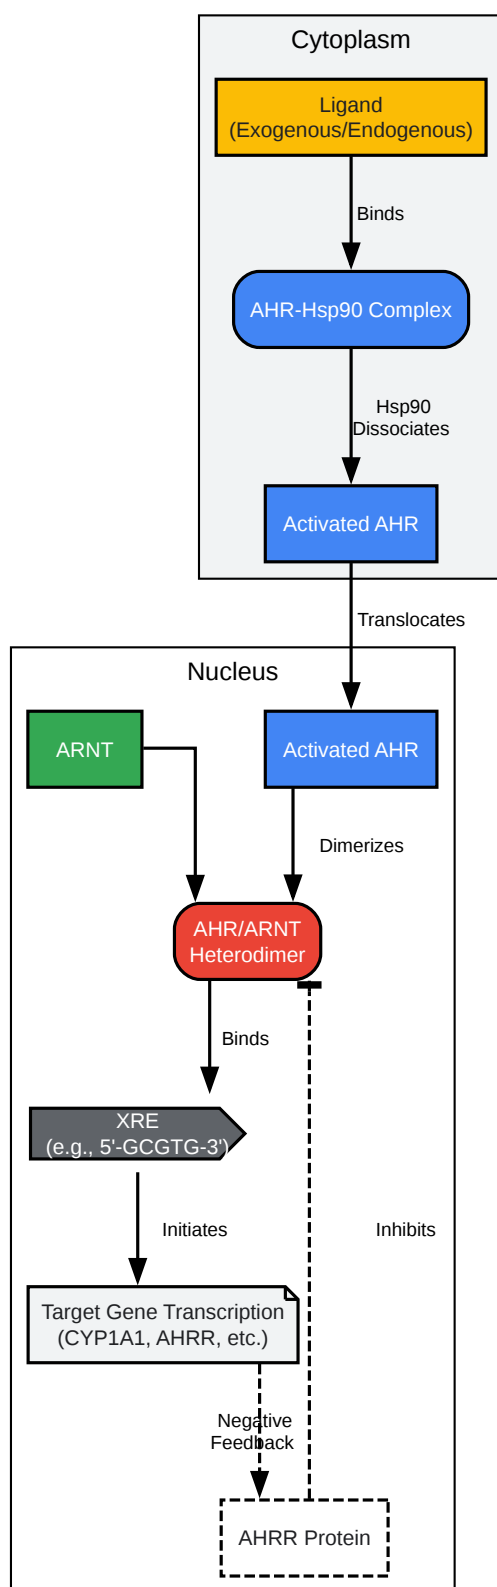 Cytoplasm
Ligand
(Exogenous/Endogenous)
Binds
AHR-Hsp90 Complex
Hsp90
Dissociates
Activated AHR
Translocates
Nucleus
ARNT
Activated AHR
Dimerizes
AHR/ARNT
Heterodimer
Binds
XRE
(e.g., 5'-GCGTG-3')
Initiates
Inhibits
Target Gene Transcription
(CYP1A1, AHRR, etc.)
Negative
Feedback
AHRR Protein